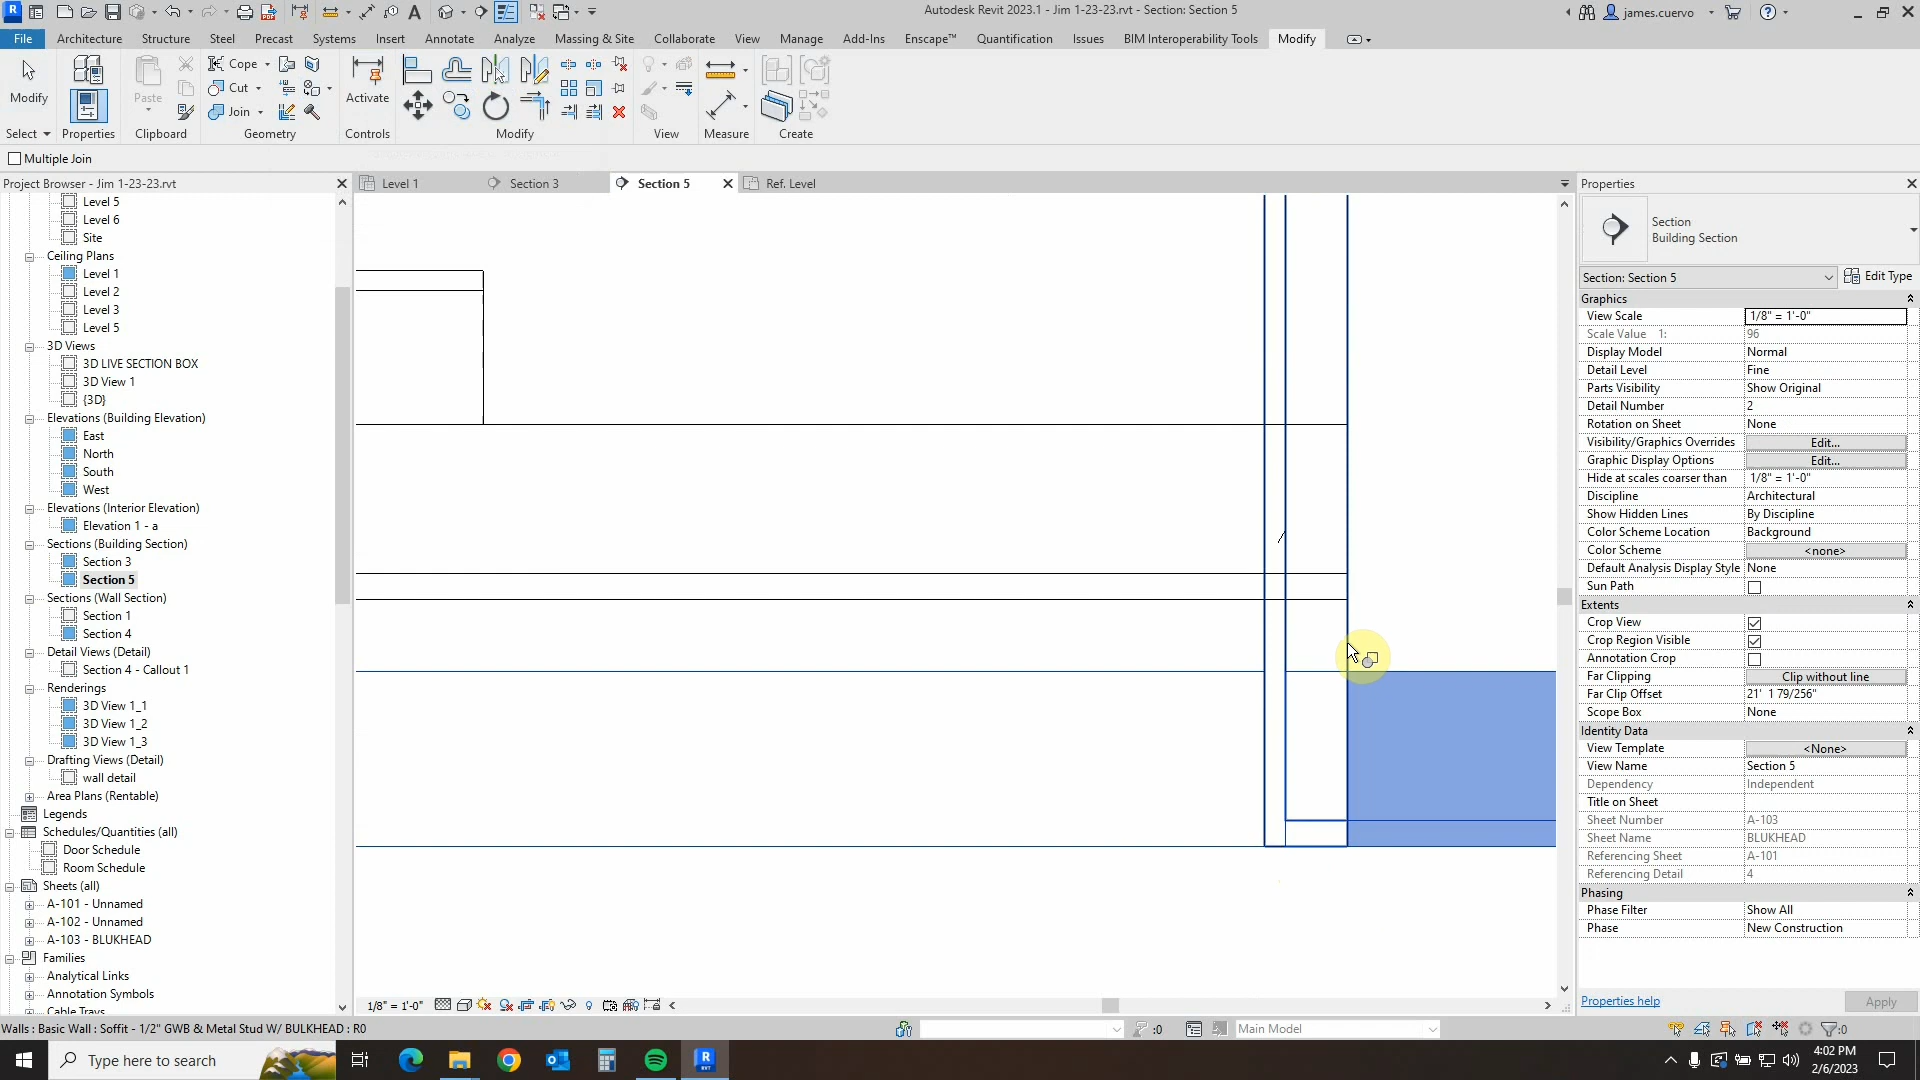 Autodesk Revit 2023.1 - Jim 1-23-23.rvt - Section: Section 5
james.cuervo
File Architecture Structure Steel Precast Systems Insert Annotate Analyze Massing & Site Collaborate View Manage Add-Ins Enscape™ Quantification Issues BIM Interoperability Tools Modify
Modify Paste Cope Cut Join Activate
Select Properties Clipboard Geometry Controls Modify View Measure Create
Multiple Join
Project Browser - Jim 1-23-23.rvt
Level 1 Section 3 Section 5 Ref. Level
Properties
Level 5
Level 6
Site
Ceiling Plans
Level 1
Level 2
Level 3
Level 5
3D Views
3D LIVE SECTION BOX
3D View 1
{3D}
Elevations (Building Elevation)
East
North
South
West
Elevations (Interior Elevation)
Elevation 1 - a
Sections (Building Section)
Section 3
Section 5
Sections (Wall Section)
Section 1
Section 4
Detail Views (Detail)
Section 4 - Callout 1
Renderings
3D View 1_1
3D View 1_2
3D View 1_3
Drafting Views (Detail)
wall detail
Area Plans (Rentable)
Legends
Schedules/Quantities (all)
Door Schedule
Room Schedule
Sheets (all)
A-101 - Unnamed
A-102 - Unnamed
A-103 - BLUKHEAD
Families
Analytical Links
Annotation Symbols
Cable Trays
Section
Building Section
Section: Section 5 Edit Type
Graphics
View Scale 1/8" = 1'-0"
Scale Value 1: 96
Display Model Normal
Detail Level Fine
Parts Visibility Show Original
Detail Number 2
Rotation on Sheet None
Visibility/Graphics Overrides Edit...
Graphic Display Options Edit...
Hide at scales coarser than 1/8" = 1'-0"
Discipline Architectural
Show Hidden Lines By Discipline
Color Scheme Location Background
Color Scheme <none>
Default Analysis Display Style None
Sun Path
Extents
Crop View
Crop Region Visible
Annotation Crop
Far Clipping Clip without line
Far Clip Offset 21' 1 79/256"
Scope Box None
Identity Data
View Template <None>
View Name Section 5
Dependency Independent
Title on Sheet
Sheet Number A-103
Sheet Name BLUKHEAD
Referencing Sheet A-101
Referencing Detail 4
Phasing
Phase Filter Show All
Phase New Construction
Properties help Apply
1/8" = 1'-0"
Walls : Basic Wall : Soffit - 1/2" GWB & Metal Stud W/ BULKHEAD : R0
:0 Main Model :0
Type here to search
4:02 PM
2/6/2023